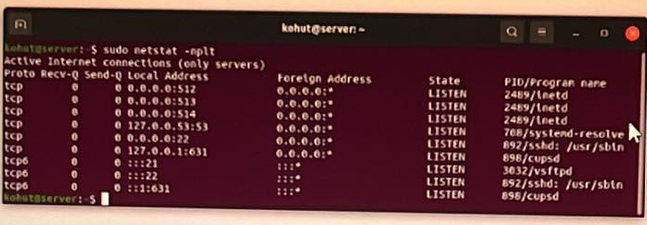 kohut@server: ~
kohut@server:~$ sudo netstat -nplt
Active Internet connections (only servers)
Proto Recv-Q Send-Q Local Address Foreign Address State PID/Program name
tcp 0 0 0.0.0.0:512 0.0.0.0:* LISTEN 2489/inetd
tcp 0 0 0.0.0.0:513 0.0.0.0:* LISTEN 2489/inetd
tcp 0 0 0.0.0.0:514 0.0.0.0:* LISTEN 2489/inetd
tcp 0 0 127.0.0.53:53 0.0.0.0:* LISTEN 708/systemd-resolve
tcp 0 0 0.0.0.0:22 0.0.0.0:* LISTEN 892/sshd: /usr/sbin
tcp 0 0 127.0.0.1:631 0.0.0.0:* LISTEN 898/cupsd
tcp6 0 0 :::21 :::* LISTEN 3032/vsftpd
tcp6 0 0 :::22 :::* LISTEN 892/sshd: /usr/sbin
tcp6 0 0 ::1:631 :::* LISTEN 898/cupsd
kohut@server:~$